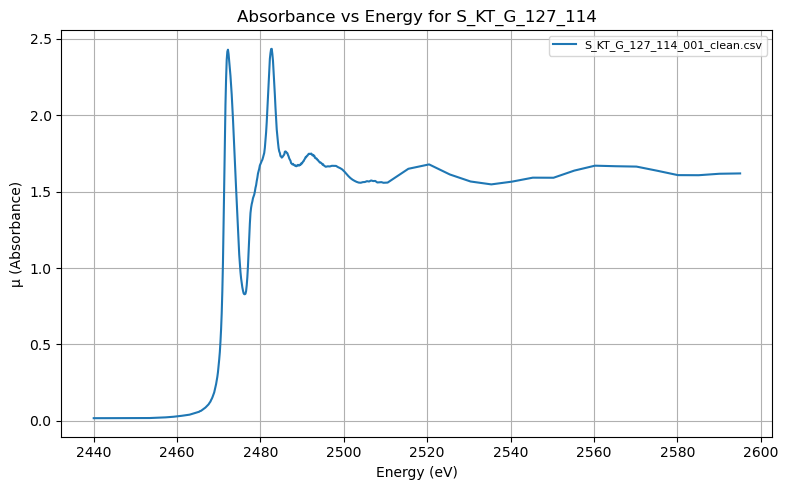 Absorbance vs Energy for S_KT_G_127_114
S_KT_G_127_114_001_clean.csv
2.5
2.0
1.5
1.0
0.5
0.0
μ (Absorbance)
2440 2460 2480 2500 2520 2540 2560 2580 2600
Energy (eV)